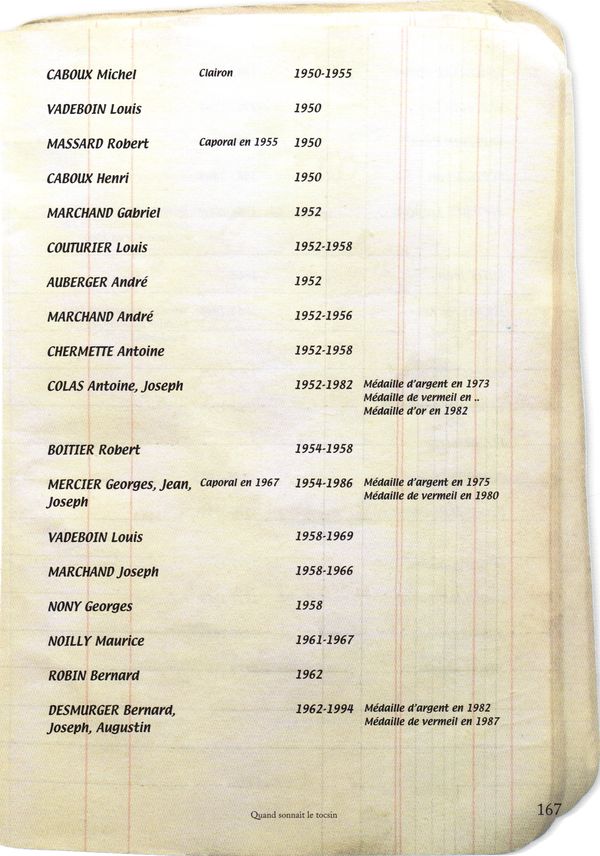 CABOUX Michel Clairon 1950-1955
VADEBOIN Louis 1950
MASSARD Robert Caporal en 1955 1950
CABOUX Henri 1950
MARCHAND Gabriel 1952
COUTURIER Louis 1952-1958
AUBERGER André 1952
MARCHAND André 1952-1956
CHERMETTE Antoine 1952-1958
COLAS Antoine, Joseph 1952-1982 Médaille d'argent en 1973
Médaille de vermeil en ..
Médaille d'or en 1982
BOITIER Robert 1954-1958
MERCIER Georges, Jean, Caporal en 1967 1954-1986 Médaille d'argent en 1975
Joseph Médaille de vermeil en 1980
VADEBOIN Louis 1958-1969
MARCHAND Joseph 1958-1966
NONY Georges 1958
NOILLY Maurice 1961-1967
ROBIN Bernard 1962
DESMURGER Bernard, 1962-1994 Médaille d'argent en 1982
Joseph, Augustin Médaille de vermeil en 1987
Quand sonnait le tocsin 167